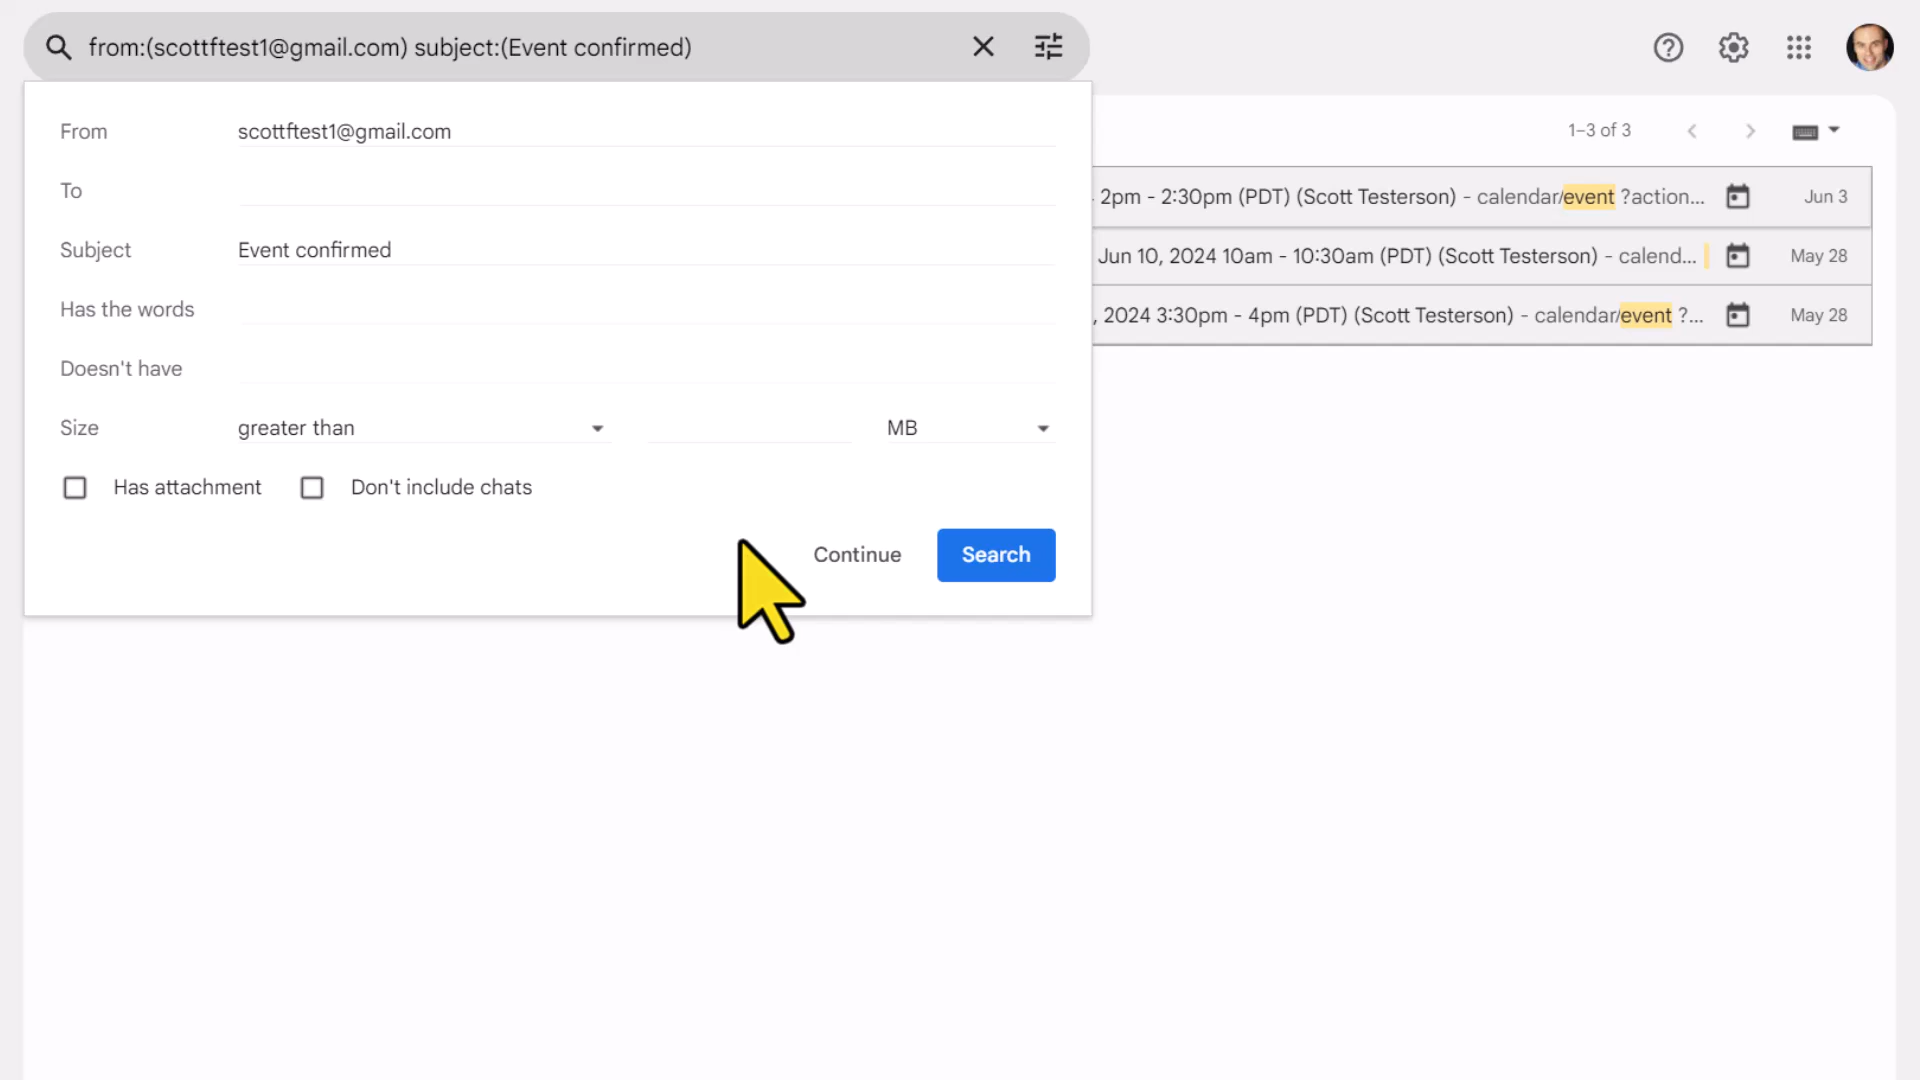 from:(scottftest1@gmail.com) subject:(Event confirmed)
From scottftest1@gmail.com
To
Subject Event confirmed
Has the words
Doesn't have
Size greater than MB
Has attachment Don't include chats
Continue Search
1–3 of 3
2pm - 2:30pm (PDT) (Scott Testerson) - calendar/event ?action... Jun 3
Jun 10, 2024 10am - 10:30am (PDT) (Scott Testerson) - calend... May 28
, 2024 3:30pm - 4pm (PDT) (Scott Testerson) - calendar/event ?... May 28